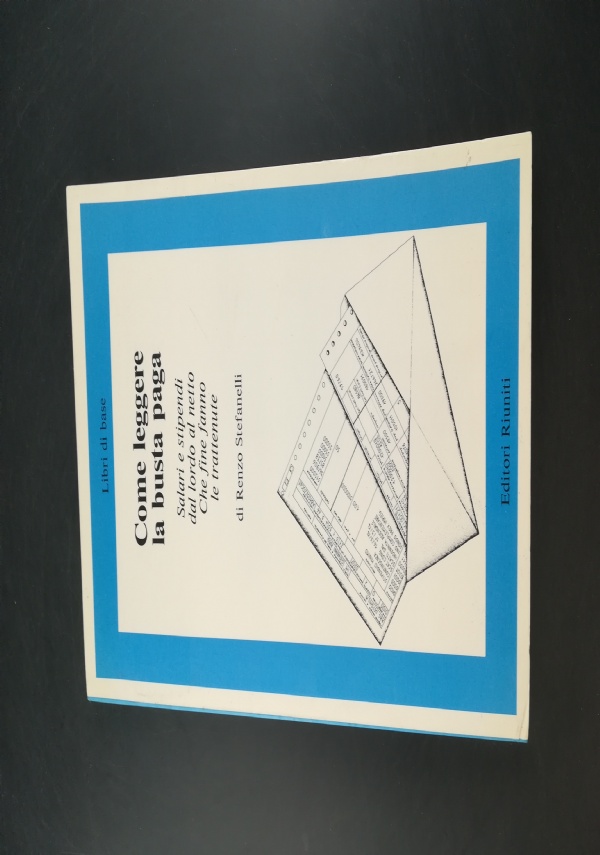 Libri di base
Come leggere
la busta paga
Salari e stipendi
dal lordo al netto
Che fine fanno
le trattenute
di Renzo Stefanelli
Editori Riuniti